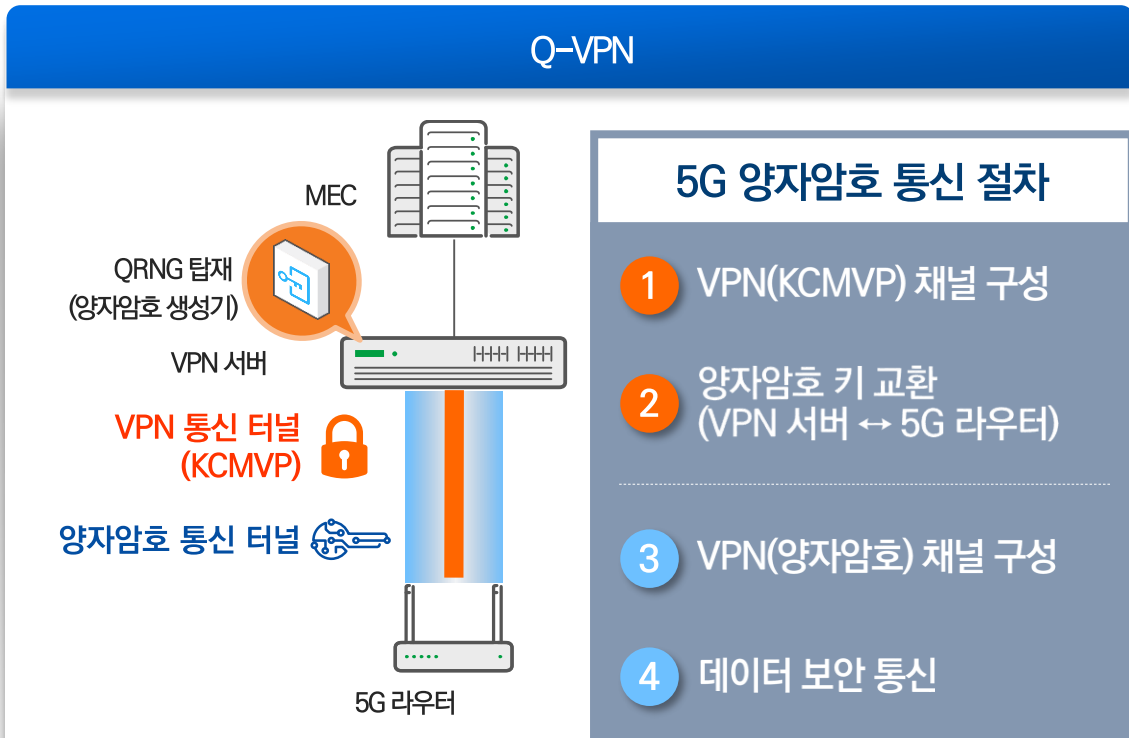 Q-VPN
MEC
QRNG 탑재
(양자암호 생성기)
VPN 서버
VPN 통신 터널
(KCMVP)
양자암호 통신 터널
5G 라우터
5G 양자암호 통신 절차
1 VPN(KCMVP) 채널 구성
2 양자암호 키 교환
(VPN 서버 ↔ 5G 라우터)
3 VPN(양자암호) 채널 구성
4 데이터 보안 통신